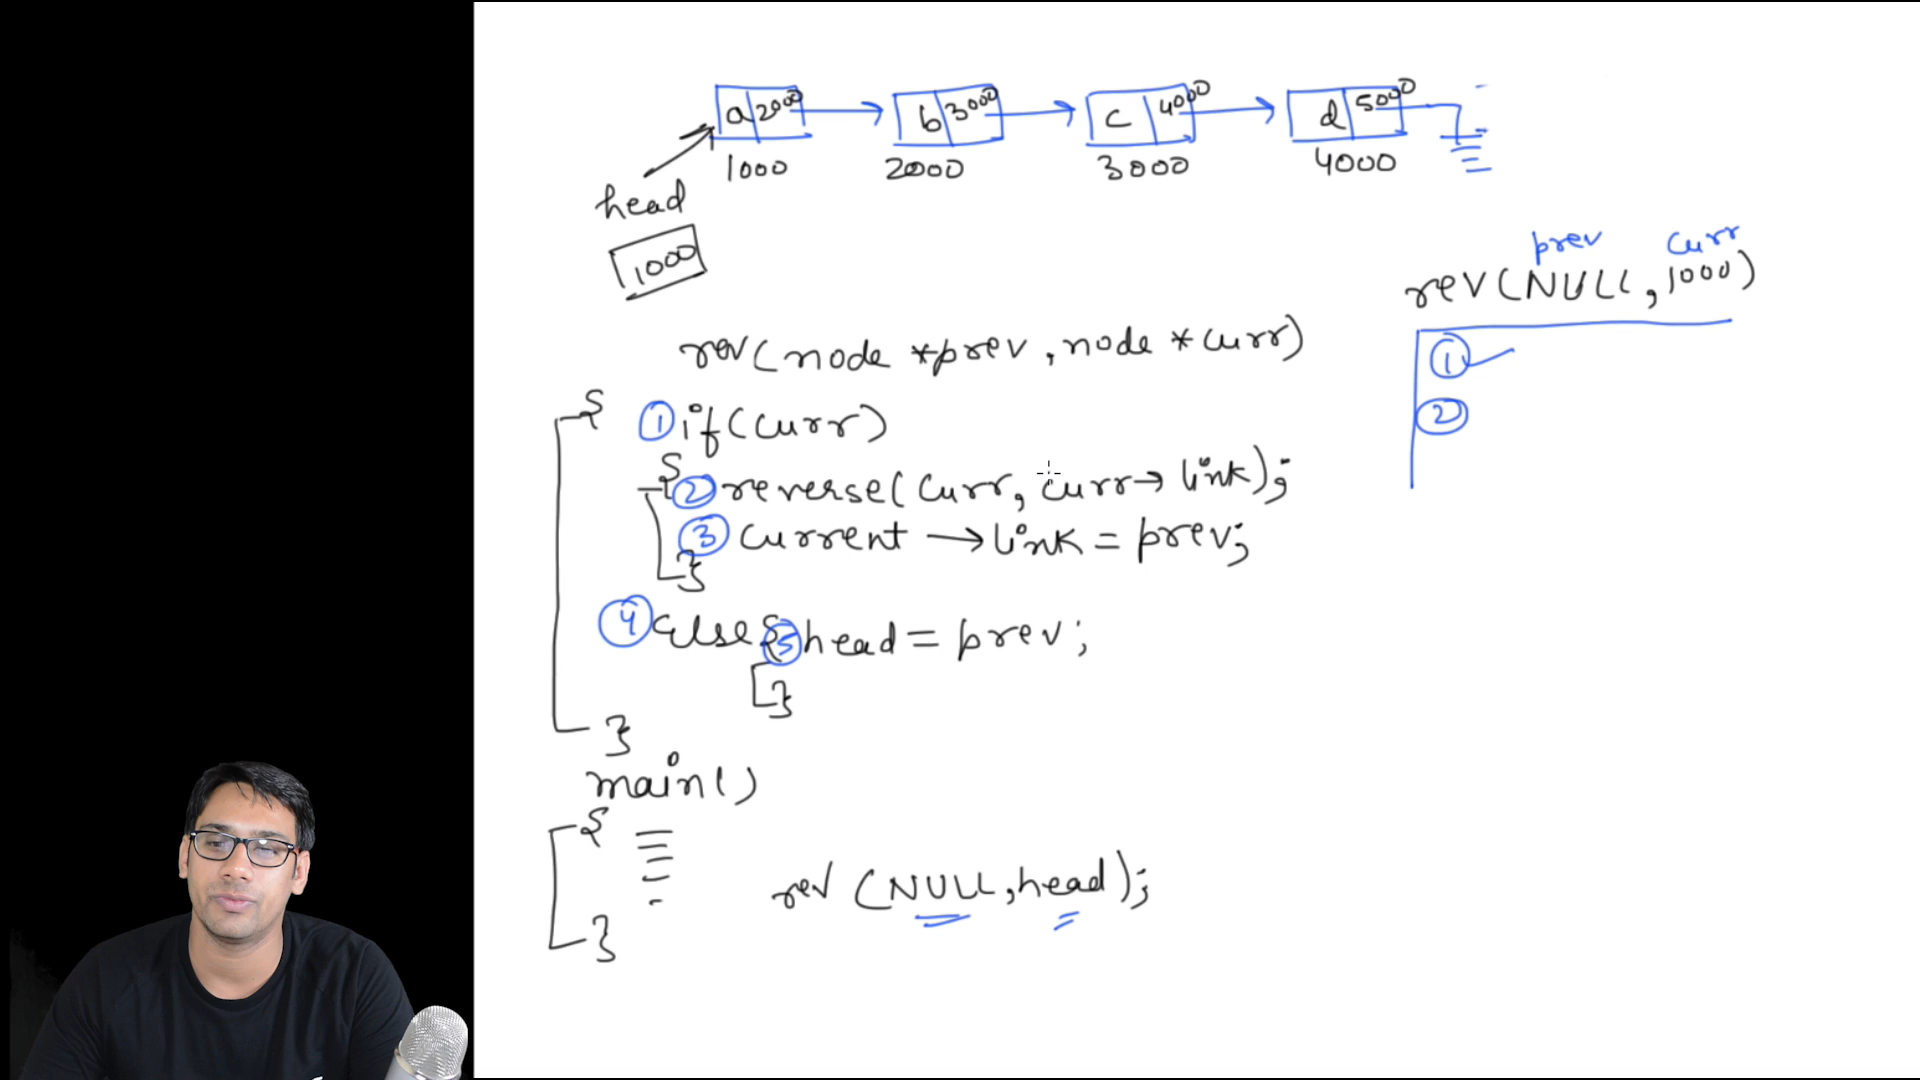 a 2000 b 3000 c 4000 d 5000
1000 2000 3000 4000
head
1000
prev curr
rev(NULL, 1000)
1
2
rev(node *prev, node *curr)
{ 1 if(curr)
{ 2 reverse(curr, curr→link);
3 current→link = prev;
}
4 else { 5 head = prev;
}
}
main()
{
rev(NULL, head);
}